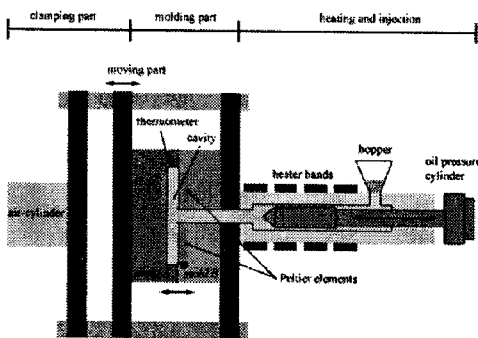 clamping part
molding part
heating and injection
moving part
thermometer
cavity
hopper
heater bands
oil pressure
cylinder
air-cylinder
Peltier elements